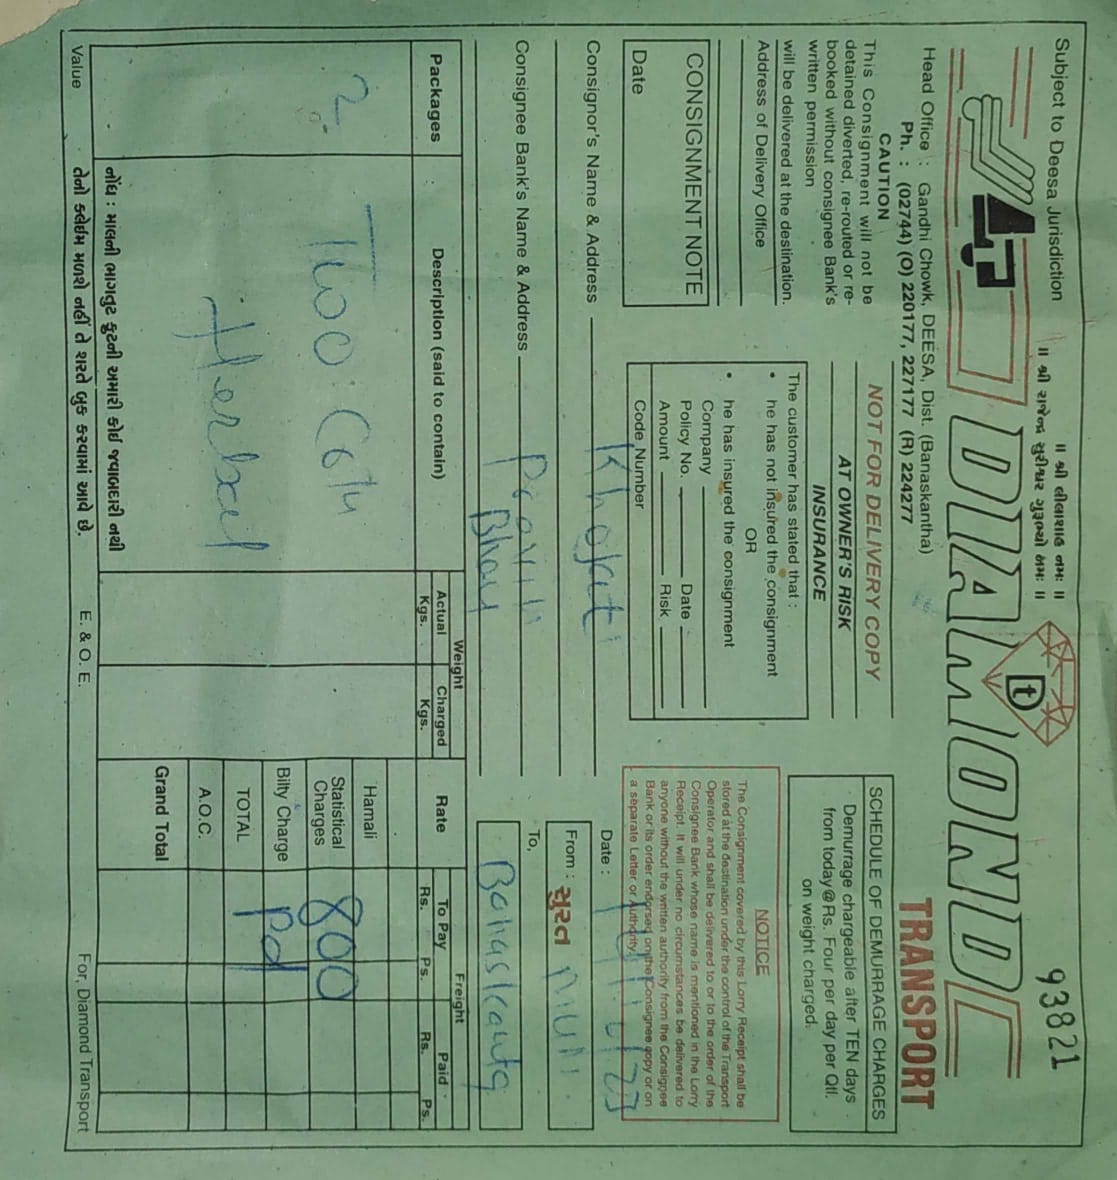 Subject to Deesa Jurisdiction
॥ શ્રી લીલાશાહ નમઃ ॥
॥ શ્રી રાજેન્દ્ર સુરીશ્વર ગુરૂભ્યો નમઃ ॥
93821
DIAMOND
TRANSPORT
Head Office : Gandhi Chowk, DEESA, Dist. (Banaskantha)
Ph. : (02744) (O) 220177, 227177 (R) 224277
CAUTION
This Consignment will not be
detained diverted, re-routed or re-
booked without consignee Bank's
written permission
will be delivered at the destination.
Address of Delivery Office
CONSIGNMENT NOTE
Date
NOT FOR DELIVERY COPY
AT OWNER'S RISK
INSURANCE
The customer has stated that :
• he has not insured the consignment
OR
• he has insured the consignment
Company
Policy No. Date
Amount Risk
Code Number
SCHEDULE OF DEMURRAGE CHARGES
Demurrage chargeable after TEN days
from today@Rs. Four per day per Qtl.
on weight charged.
NOTICE
The Consignment covered by this Lorry Receipt shall be
stored at the destination under the control of the Transport
Operator and shall be delivered to or to the order of the
Consignee Bank whose name is mentioned in the Lorry
Receipt. It will under no circumstances be delivered to
anyone without the written authority from the Consignee
Bank or its order endorsed on the Consignee copy or on
a separate Letter or Authority.
Date :
Consignor's Name & Address
From : સુરત
Consignee Bank's Name & Address
Bhai
To, Banaskanta
Packages Description (said to contain) Weight Rate Freight
Actual Kgs. Charged Kgs. To Pay Paid
Rs. Ps. Rs. Ps.
2
Herbal
Hamali
Statistical Charges 800
Bilty Charge Pd
TOTAL
A.O.C.
Grand Total
નોંધ : માલની ભાગતુટ ફુટની અમારી કોઈ જવાબદારી નથી
તેનો કલેઈમ મળશે નહીં તે શરતે બુક કરવામાં આવે છે.
Value E. & O. E. For, Diamond Transport